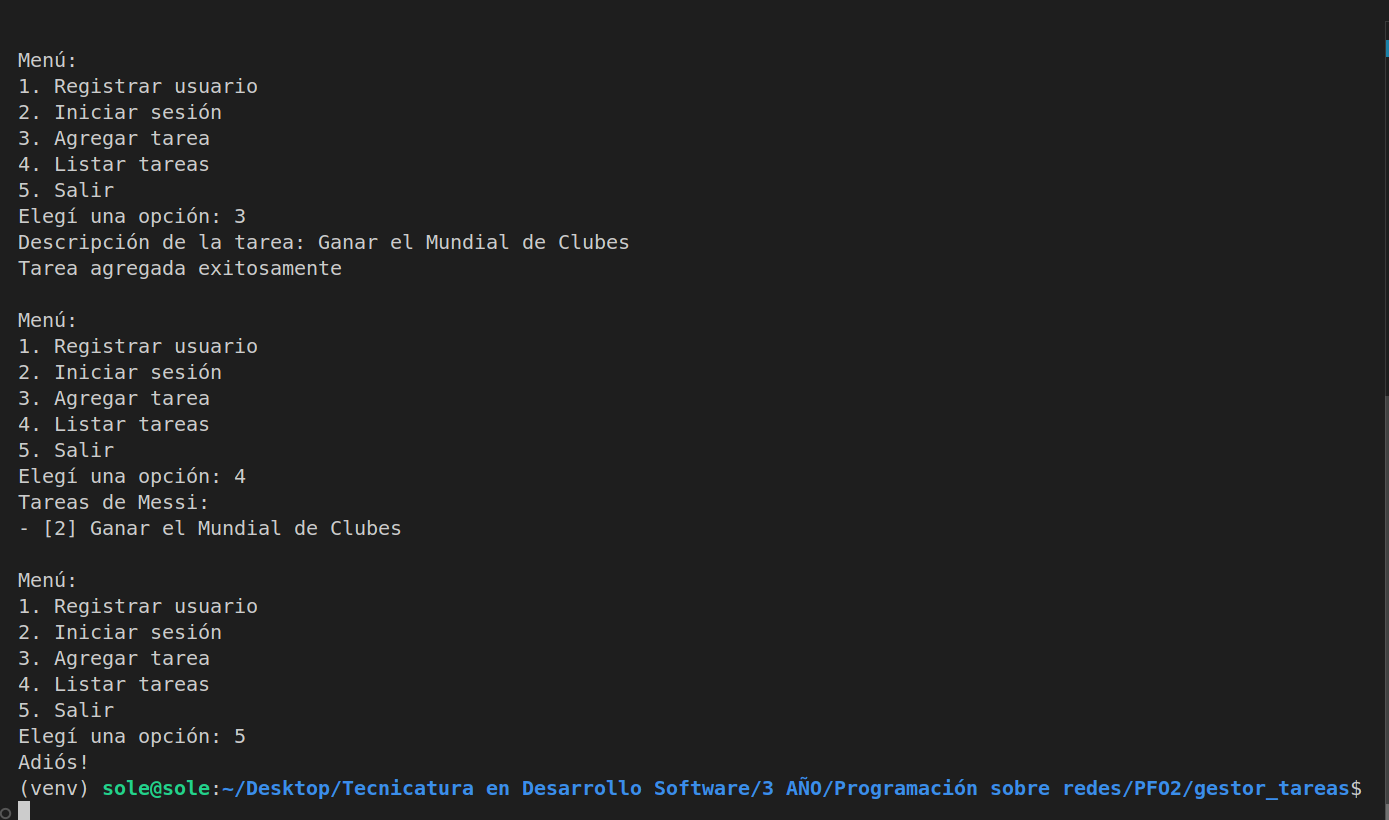 Menú:
1. Registrar usuario
2. Iniciar sesión
3. Agregar tarea
4. Listar tareas
5. Salir
Elegí una opción: 3
Descripción de la tarea: Ganar el Mundial de Clubes
Tarea agregada exitosamente
Menú:
1. Registrar usuario
2. Iniciar sesión
3. Agregar tarea
4. Listar tareas
5. Salir
Elegí una opción: 4
Tareas de Messi:
- [2] Ganar el Mundial de Clubes
Menú:
1. Registrar usuario
2. Iniciar sesión
3. Agregar tarea
4. Listar tareas
5. Salir
Elegí una opción: 5
Adiós!
(venv) sole@sole:~/Desktop/Tecnicatura en Desarrollo Software/3 AÑO/Programación sobre redes/PFO2/gestor_tareas$